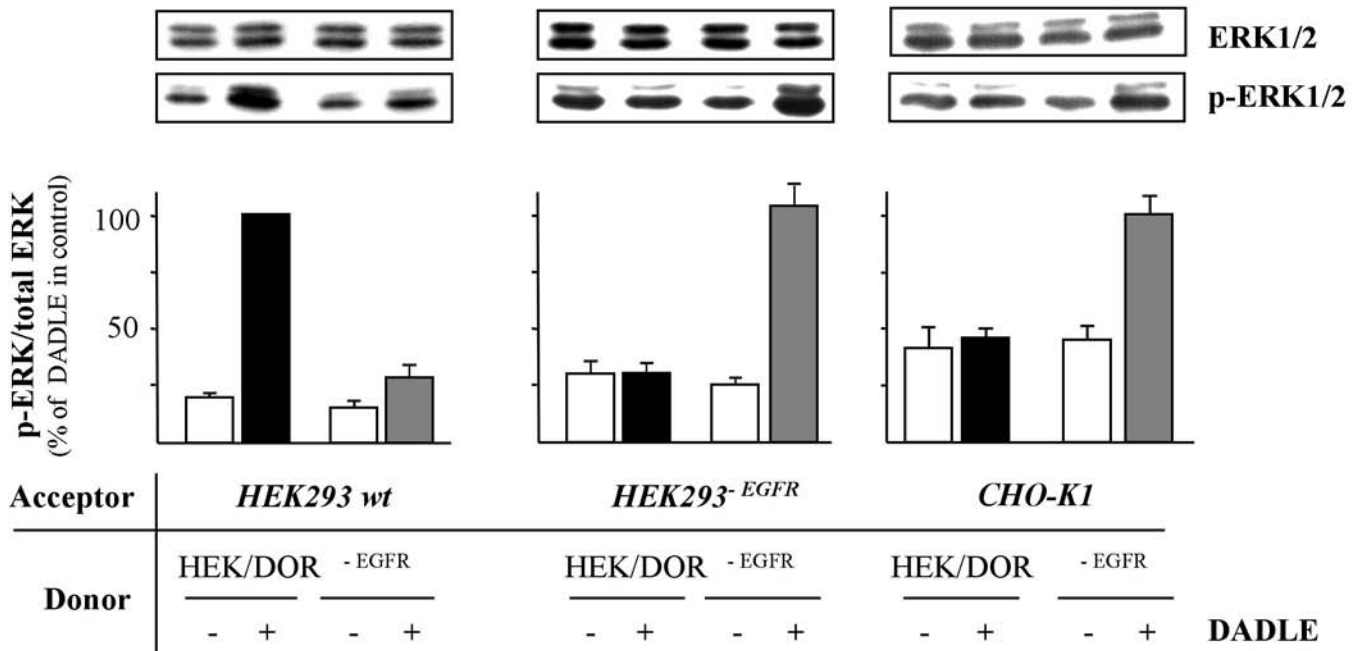 ERK1/2
p-ERK1/2
p-ERK/total ERK
(% of DADLE in control)
100
50
Acceptor HEK293 wt HEK293- EGFR CHO-K1
HEK/DOR - EGFR HEK/DOR - EGFR HEK/DOR - EGFR
Donor
- + - + - + - + - + - + DADLE